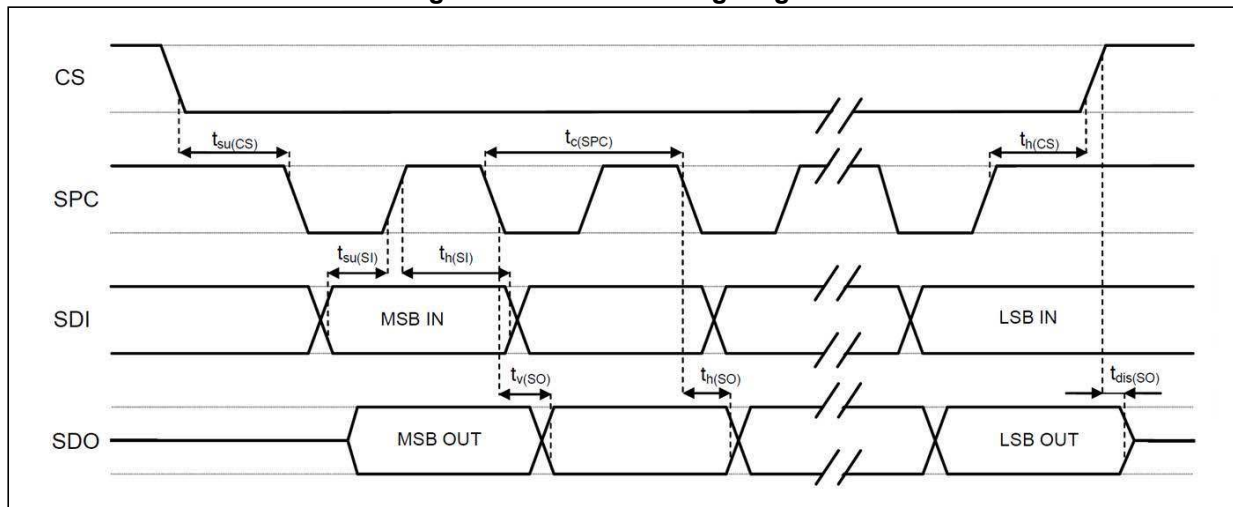 CS
t_su(CS)
t_c(SPC)
t_h(CS)
SPC
t_su(SI)
t_h(SI)
SDI
MSB IN
LSB IN
t_v(SO)
t_h(SO)
t_dis(SO)
SDO
MSB OUT
LSB OUT